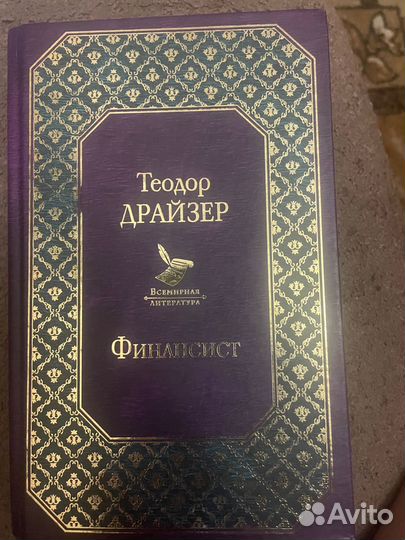 Теодор
ДРАЙЗЕР
Всемирная
литература
Финансист
Avito